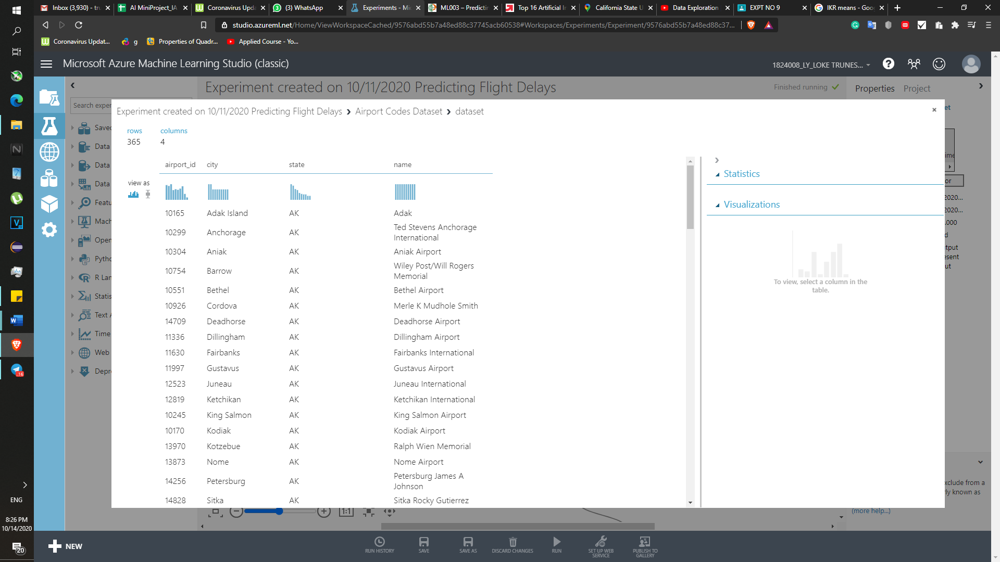 Inbox (3,930) - tru
AI MiniProject_IA
Coronavirus Upda
(3) WhatsApp
Experiments - Mic
ML003 – Predictin
Top 16 Artificial In
California State U
Data Exploration
EXPT NO 9
IKR means - Goog
studio.azureml.net/Home/ViewWorkspaceCached/9576abd55b7a48ed88c37745acb60538#Workspaces/Experiments/Experiment/9576abd55b7a48ed88c37...
Coronavirus Updat...
g
Properties of Quadr...
Applied Course - Yo...
Microsoft Azure Machine Learning Studio (classic)
1824008_LY_LOKE TRUNES...
Experiment created on 10/11/2020 Predicting Flight Delays
Finished running
Properties Project
Search exper
Experiment created on 10/11/2020 Predicting Flight Delays > Airport Codes Dataset > dataset
rows columns
365 4
airport_id city state name
view as
10165 Adak Island AK Adak
10299 Anchorage AK Ted Stevens Anchorage International
10304 Aniak AK Aniak Airport
10754 Barrow AK Wiley Post/Will Rogers Memorial
10551 Bethel AK Bethel Airport
10926 Cordova AK Merle K Mudhole Smith
14709 Deadhorse AK Deadhorse Airport
11336 Dillingham AK Dillingham Airport
11630 Fairbanks AK Fairbanks International
11997 Gustavus AK Gustavus Airport
12523 Juneau AK Juneau International
12819 Ketchikan AK Ketchikan International
10245 King Salmon AK King Salmon Airport
10170 Kodiak AK Kodiak Airport
13970 Kotzebue AK Ralph Wien Memorial
13873 Nome AK Nome Airport
14256 Petersburg AK Petersburg James A Johnson
14828 Sitka AK Sitka Rocky Gutierrez
Statistics
Visualizations
To view, select a column in the
table.
Saved
Data
Data
Data
Featu
Mach
Open
Pytho
R Lan
Statis
Text A
Time
Web
Depr
et
ime
or
2020...
2020...
.000
d
tput
esent
ut
xclude from a
rly known as
(more help...)
1:1
ENG
8:26 PM
10/14/2020
20
16
NEW
RUN HISTORY
SAVE
SAVE AS
DISCARD CHANGES
RUN
SET UP WEB
SERVICE
PUBLISH TO
GALLERY